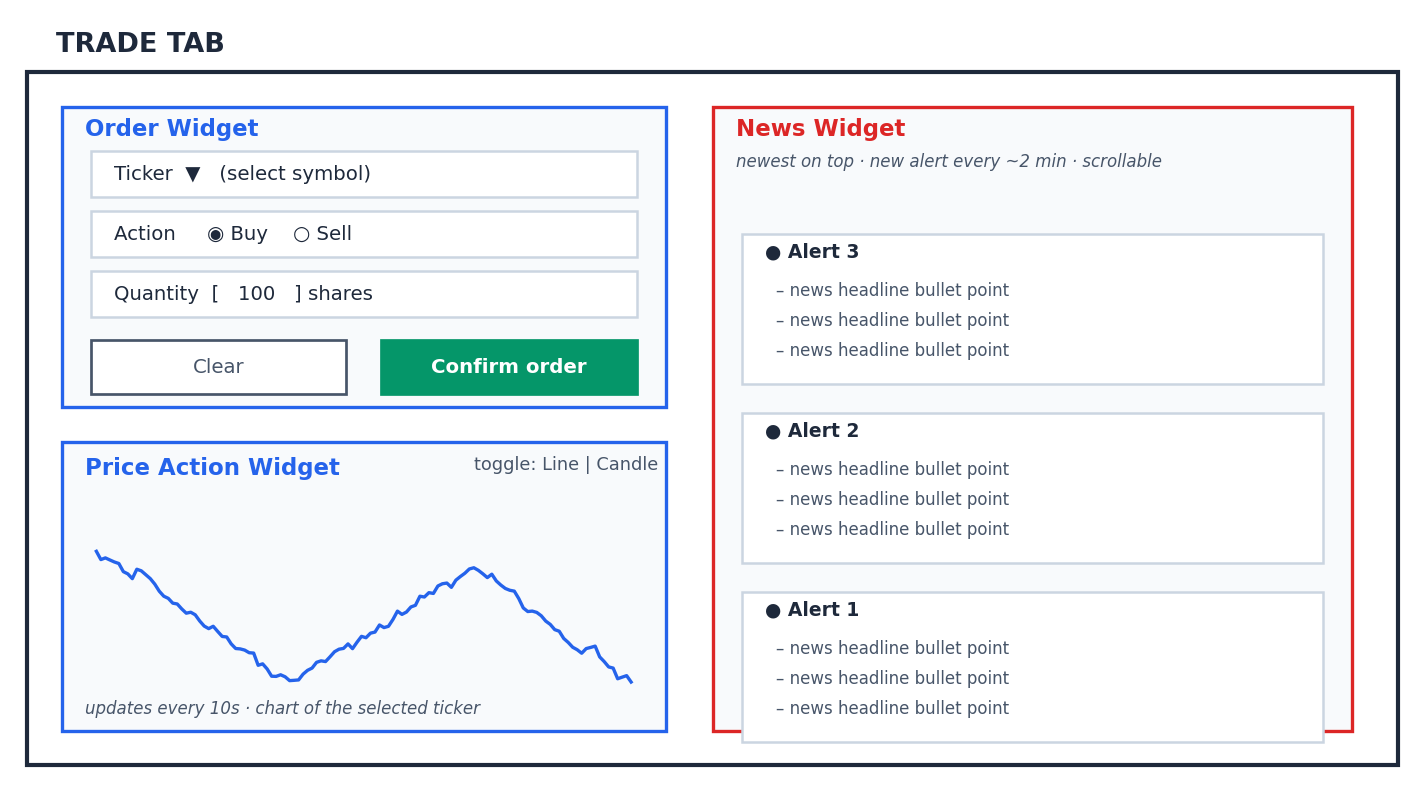 TRADE TAB
Order Widget
Ticker ▼ (select symbol)
Action ◉ Buy ○ Sell
Quantity [ 100 ] shares
Clear
Confirm order
Price Action Widget
toggle: Line | Candle
updates every 10s · chart of the selected ticker
News Widget
newest on top · new alert every ~2 min · scrollable
● Alert 3
– news headline bullet point
– news headline bullet point
– news headline bullet point
● Alert 2
– news headline bullet point
– news headline bullet point
– news headline bullet point
● Alert 1
– news headline bullet point
– news headline bullet point
– news headline bullet point